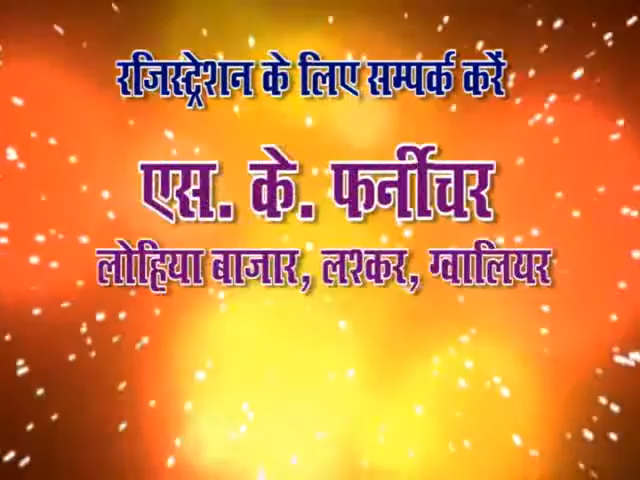 रजिस्ट्रेशन के लिए सम्पर्क करें
एस. के. फर्नीचर
लोहिया बाजार, लश्कर, ग्वालियर